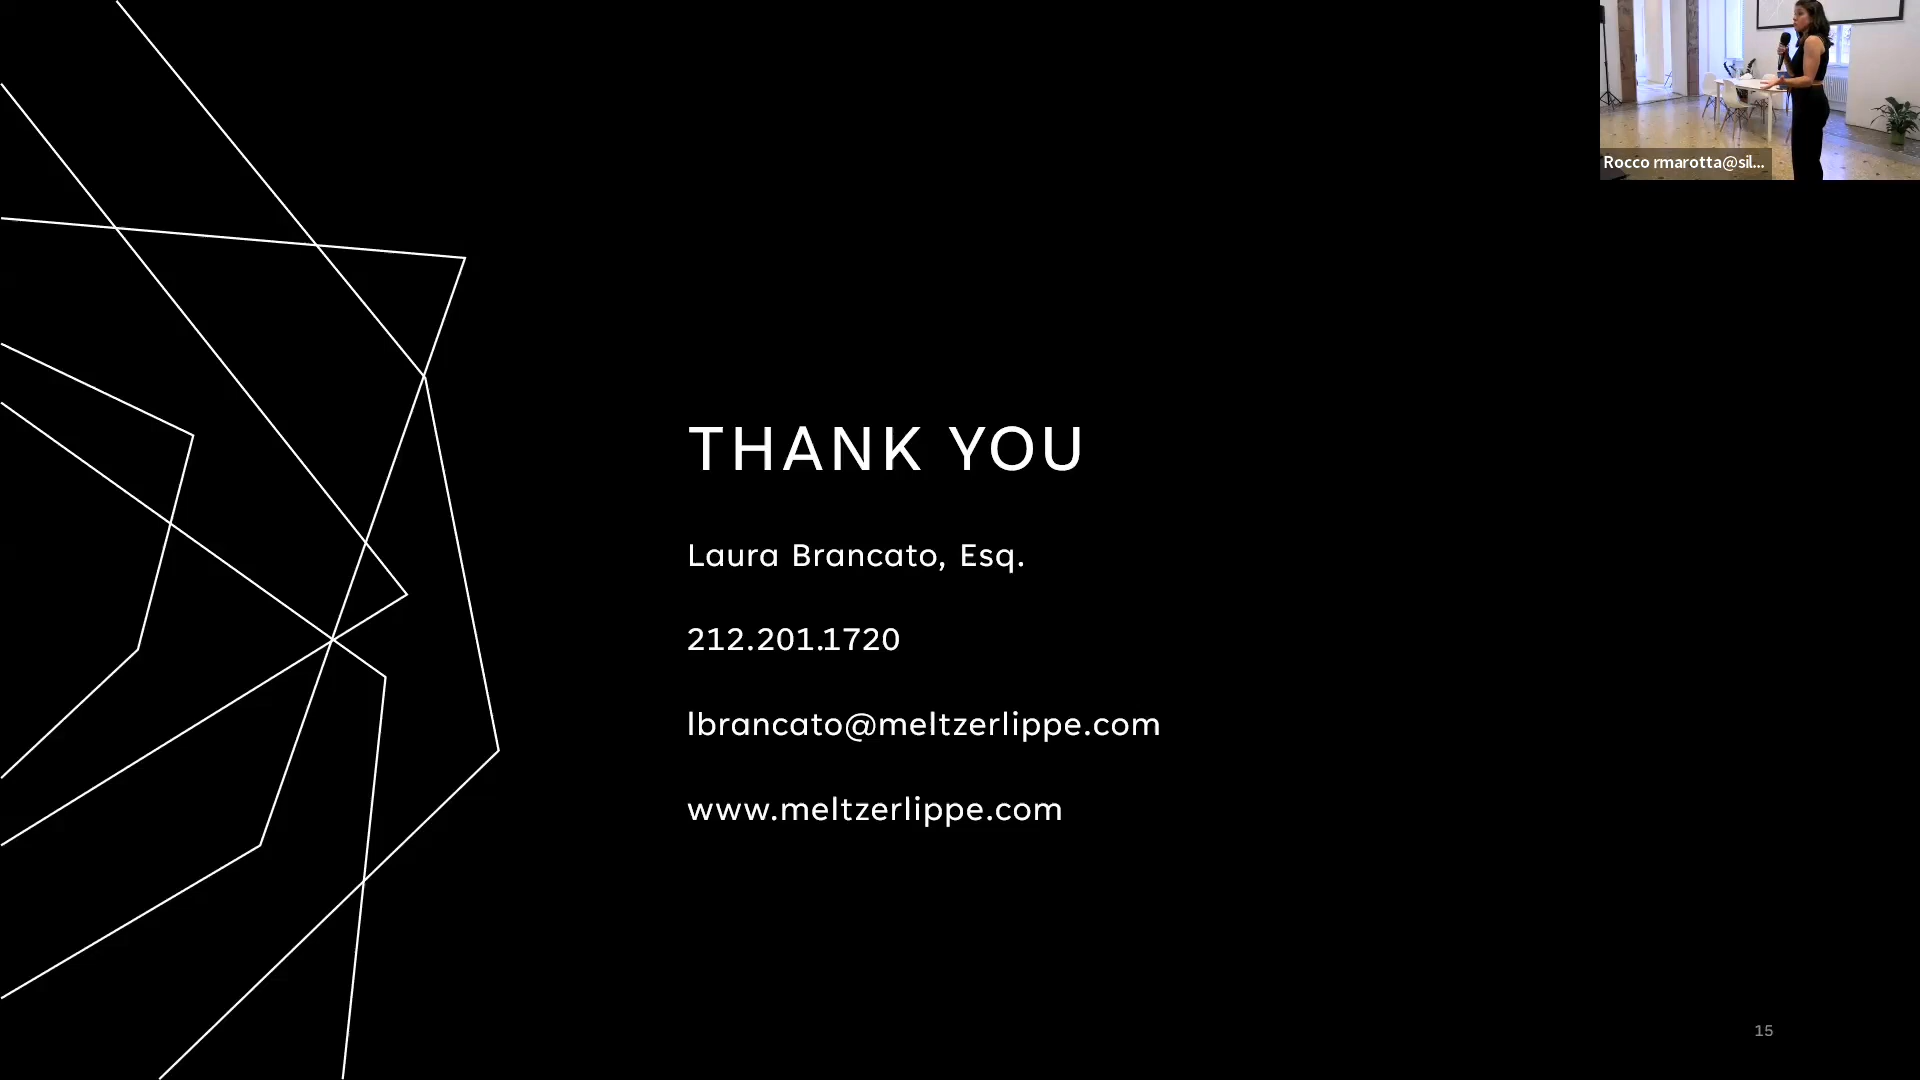 Rocco rmarotta@sil...
THANK YOU
Laura Brancato, Esq.
212.201.1720
lbrancato@meltzerlippe.com
www.meltzerlippe.com
15